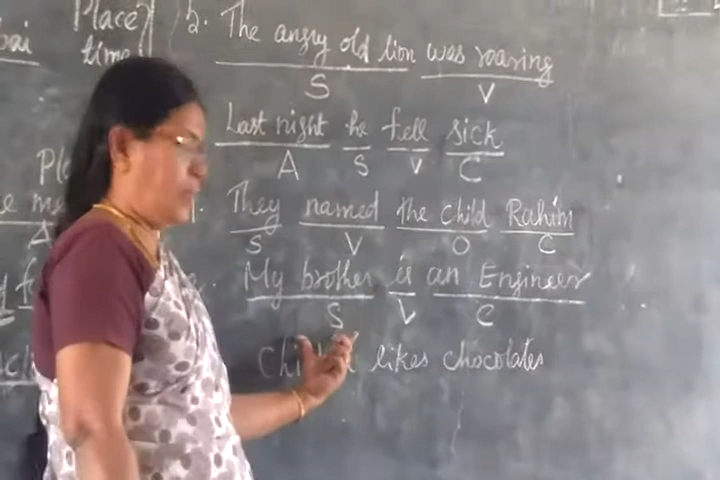 Place?
time
bai
b. The angry old lion was roaring
S V
Last night he fell sick
A S V C
They named the child Rahim
S V O C
My brother is an Engineer
S V C
likes chocolates
A